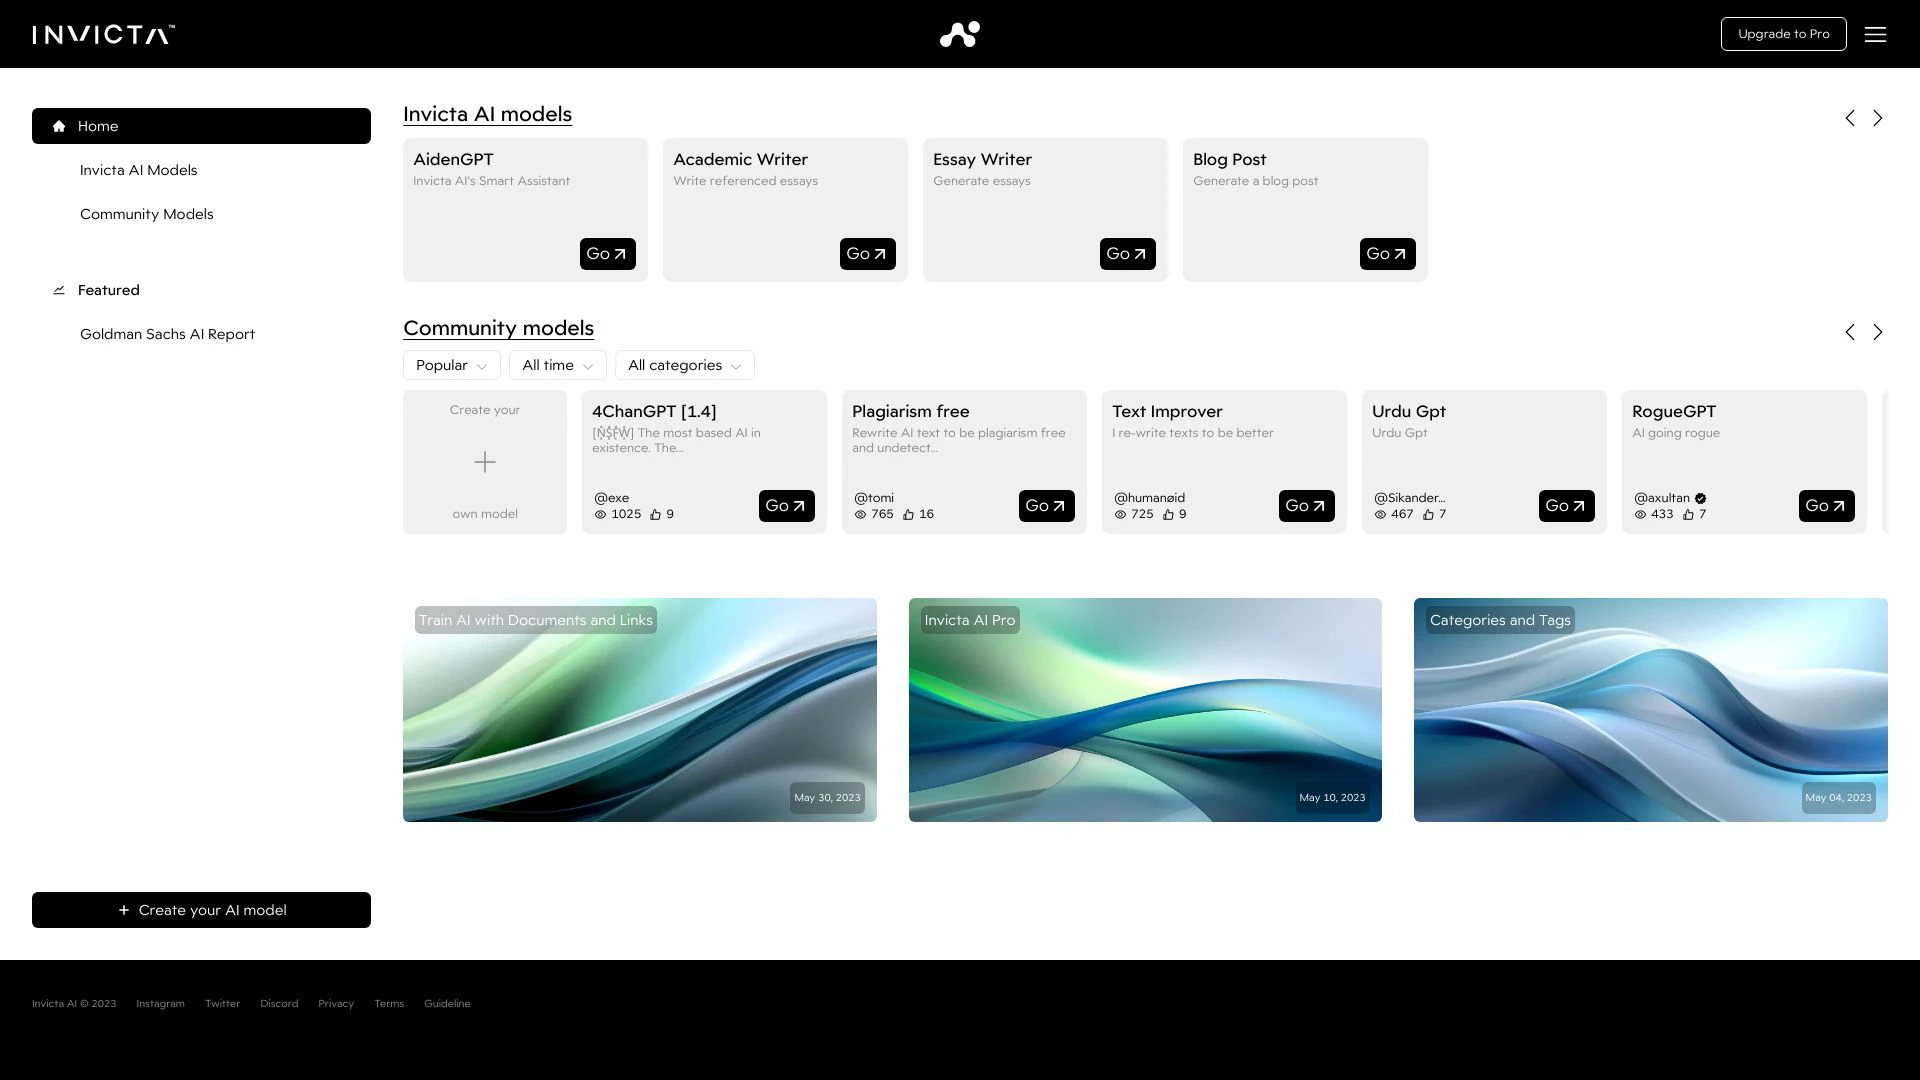 INVICTA™
Upgrade to Pro
Home
Invicta AI Models
Community Models
Featured
Goldman Sachs AI Report
Create your AI model
Invicta AI models
AidenGPT
Invicta AI's Smart Assistant
Go
Academic Writer
Write referenced essays
Go
Essay Writer
Generate essays
Go
Blog Post
Generate a blog post
Go
Community models
Popular
All time
All categories
Create your
own model
4ChanGPT [1.4]
[NSFW] The most based AI in
existence. The...
@exe
1025 9
Go
Plagiarism free
Rewrite AI text to be plagiarism free
and undetect...
@tomi
765 16
Go
Text Improver
I re-write texts to be better
@humanøid
725 9
Go
Urdu Gpt
Urdu Gpt
@Sikander...
467 7
Go
RogueGPT
AI going rogue
@axultan
433 7
Go
Train AI with Documents and Links
May 30, 2023
Invicta AI Pro
May 10, 2023
Categories and Tags
May 04, 2023
Invicta AI © 2023 Instagram Twitter Discord Privacy Terms Guideline